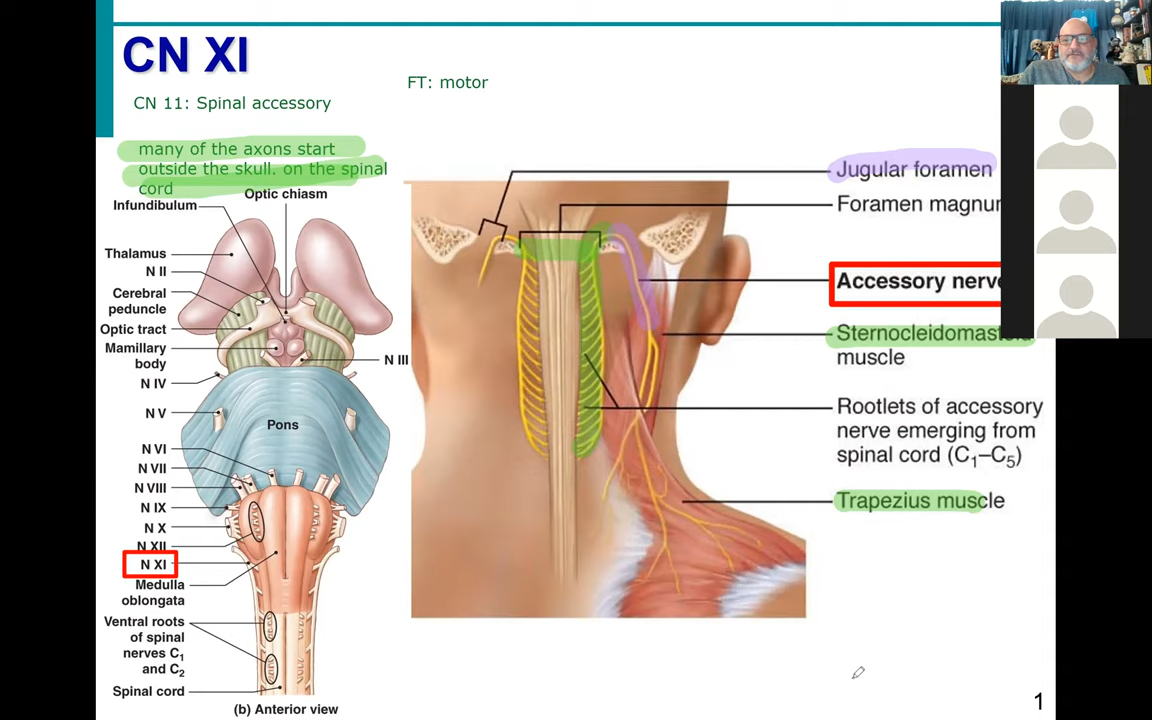 CN XI
FT: motor
CN 11: Spinal accessory
many of the axons start
outside the skull. on the spinal
cord
Optic chiasm
Infundibulum
Thalamus
N II
Cerebral
peduncle
Optic tract
Mamillary
body
N III
N IV
N V
Pons
N VI
N VII
N VIII
N IX
N X
N XII
N XI
Medulla
oblongata
Ventral roots
of spinal
nerves C1
and C2
Spinal cord
(b) Anterior view
Jugular foramen
Foramen magnum
Accessory nerve
Sternocleidomastoid
muscle
Rootlets of accessory
nerve emerging from
spinal cord (C1–C5)
Trapezius muscle
1